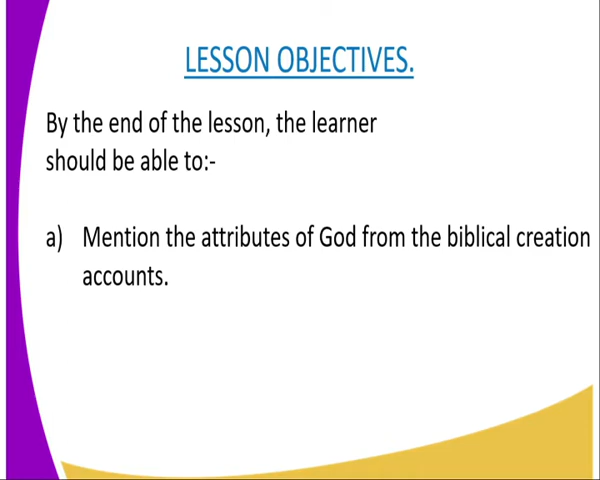 LESSON OBJECTIVES.
By the end of the lesson, the learner
should be able to:-
a) Mention the attributes of God from the biblical creation
accounts.